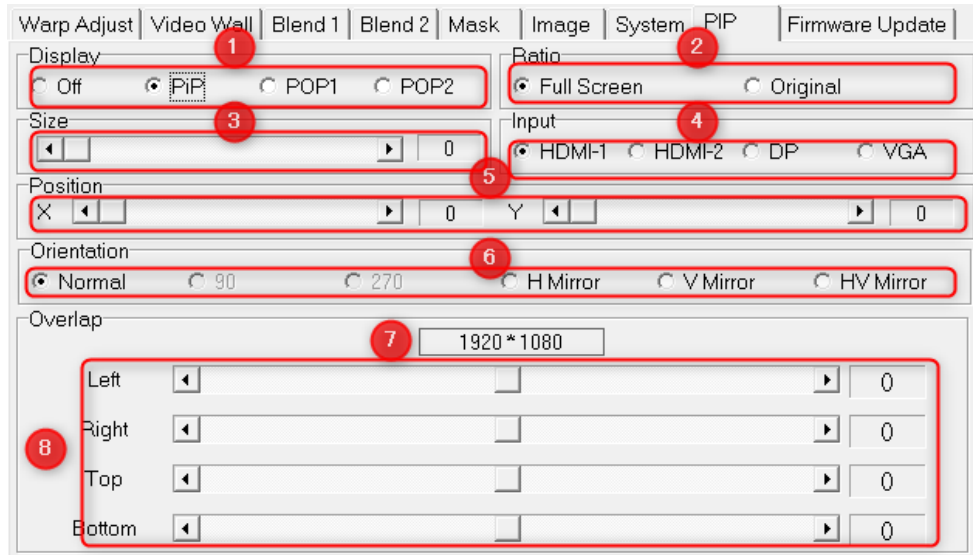 Warp Adjust Video Wall Blend 1 Blend 2 Mask Image System PIP Firmware Update
1 2
Display Ratio
Off PiP POP1 POP2 Full Screen Original
Size 3 Input 4
0 HDMI-1 HDMI-2 DP VGA
5
Position
X 0 Y 0
Orientation 6
Normal 90 270 H Mirror V Mirror HV Mirror
Overlap
7 1920 * 1080
Left 0
Right 0
8
Top 0
Bottom 0